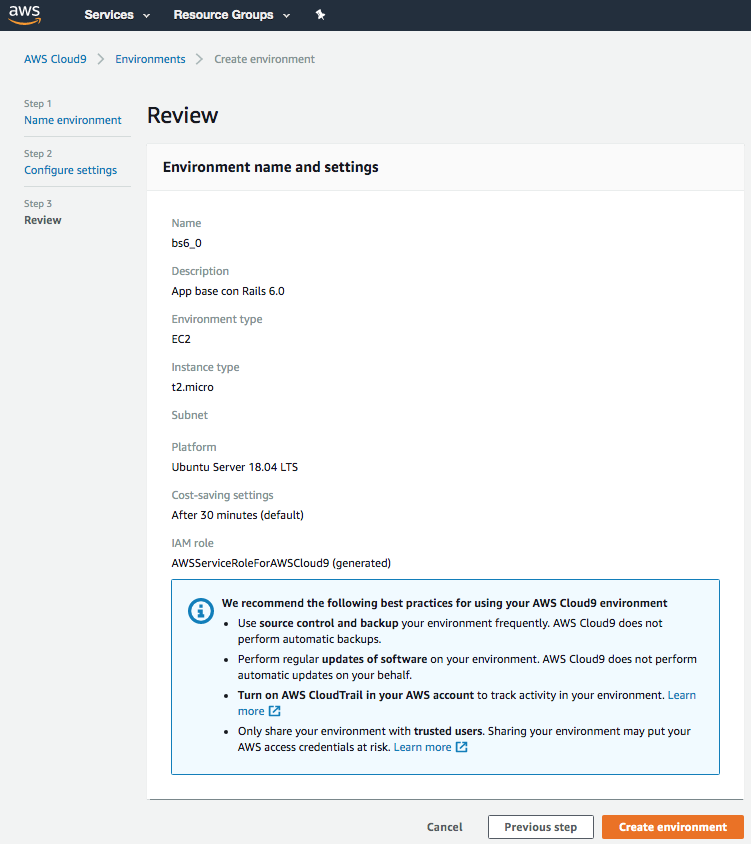 aws Services Resource Groups
AWS Cloud9 Environments Create environment
Step 1
Name environment
Step 2
Configure settings
Step 3
Review
Review
Environment name and settings
Name
bs6_0
Description
App base con Rails 6.0
Environment type
EC2
Instance type
t2.micro
Subnet
Platform
Ubuntu Server 18.04 LTS
Cost-saving settings
After 30 minutes (default)
IAM role
AWSServiceRoleForAWSCloud9 (generated)
We recommend the following best practices for using your AWS Cloud9 environment
• Use source control and backup your environment frequently. AWS Cloud9 does not
perform automatic backups.
• Perform regular updates of software on your environment. AWS Cloud9 does not perform
automatic updates on your behalf.
• Turn on AWS CloudTrail in your AWS account to track activity in your environment. Learn
more
• Only share your environment with trusted users. Sharing your environment may put your
AWS access credentials at risk. Learn more
Cancel Previous step Create environment